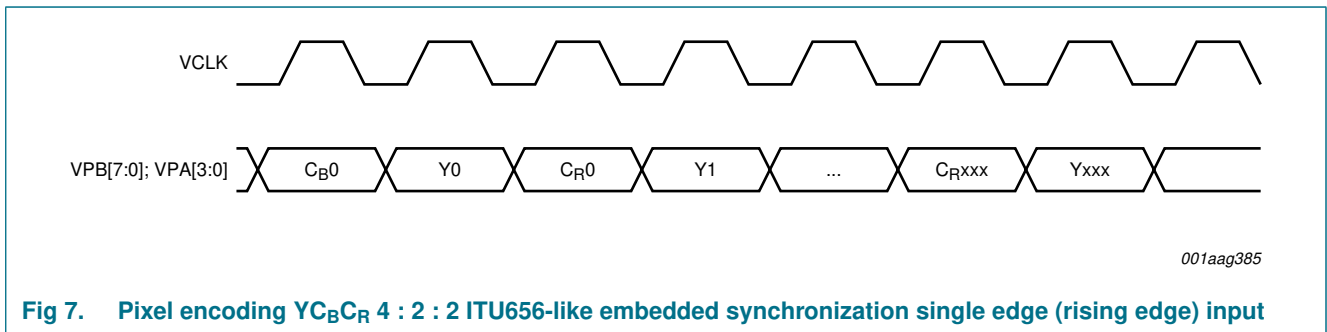 VCLK
VPB[7:0]; VPA[3:0] CB0 Y0 CR0 Y1 ... CRxxx Yxxx
001aag385
Fig 7. Pixel encoding YCBCR 4 : 2 : 2 ITU656-like embedded synchronization single edge (rising edge) input